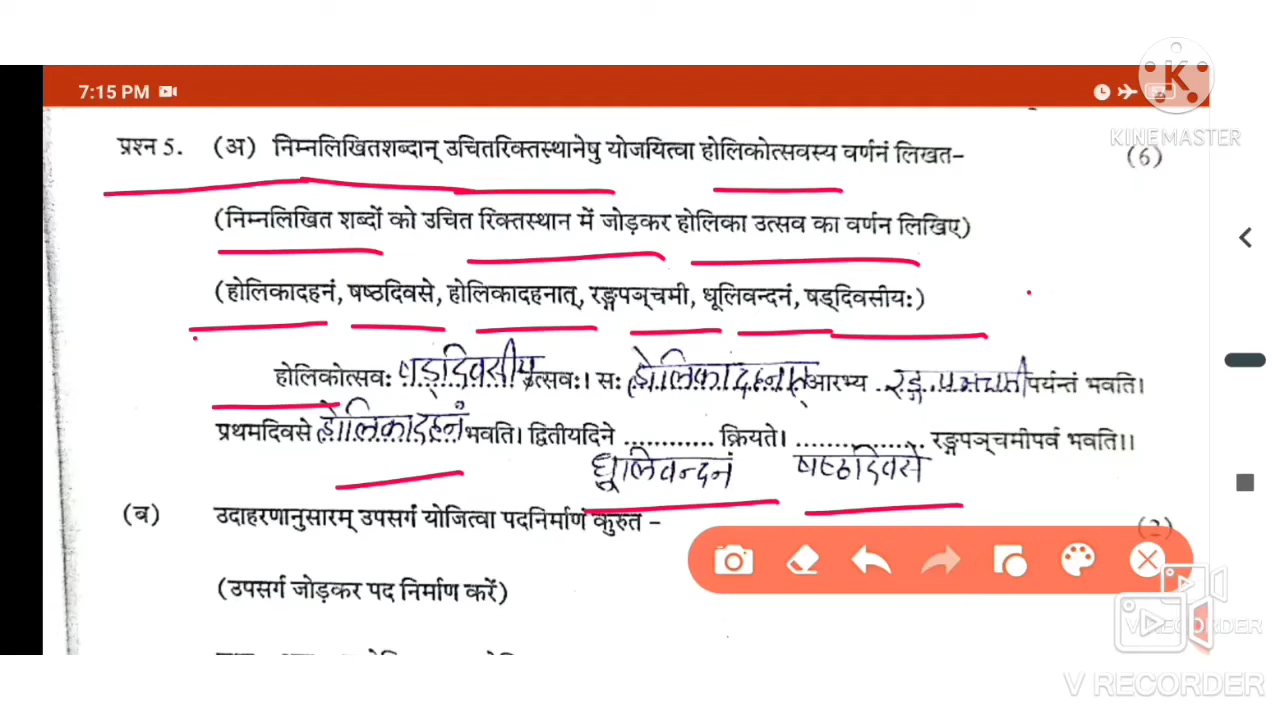 7:15 PM
KINEMASTER
प्रश्न 5. (अ) निम्नलिखितशब्दान् उचितरिक्तस्थानेषु योजयित्वा होलिकोत्सवस्य वर्णनं लिखत- (6)
(निम्नलिखित शब्दों को उचित रिक्तस्थान में जोड़कर होलिका उत्सव का वर्णन लिखिए)
(होलिकादहनं, षष्ठदिवसे, होलिकादहनात्, रङ्गपञ्चमी, धूलिवन्दनं, षड्दिवसीयः)
होलिकोत्सवः षड्दिवसीय उत्सवः। सः होलिकादहनात् आरभ्य रङ्गपञ्चमी पर्यन्तं भवति।
प्रथमदिवसे होलिकादहनं भवति। द्वितीयदिने ............ क्रियते। ................. रङ्गपञ्चमीपर्वं भवति।।
धूलिवन्दनं षष्ठदिवसे
(ब) उदाहरणानुसारम् उपसर्गं योजित्वा पदनिर्माणं कुरुत - (2)
(उपसर्ग जोड़कर पद निर्माण करें)
V RECORDER